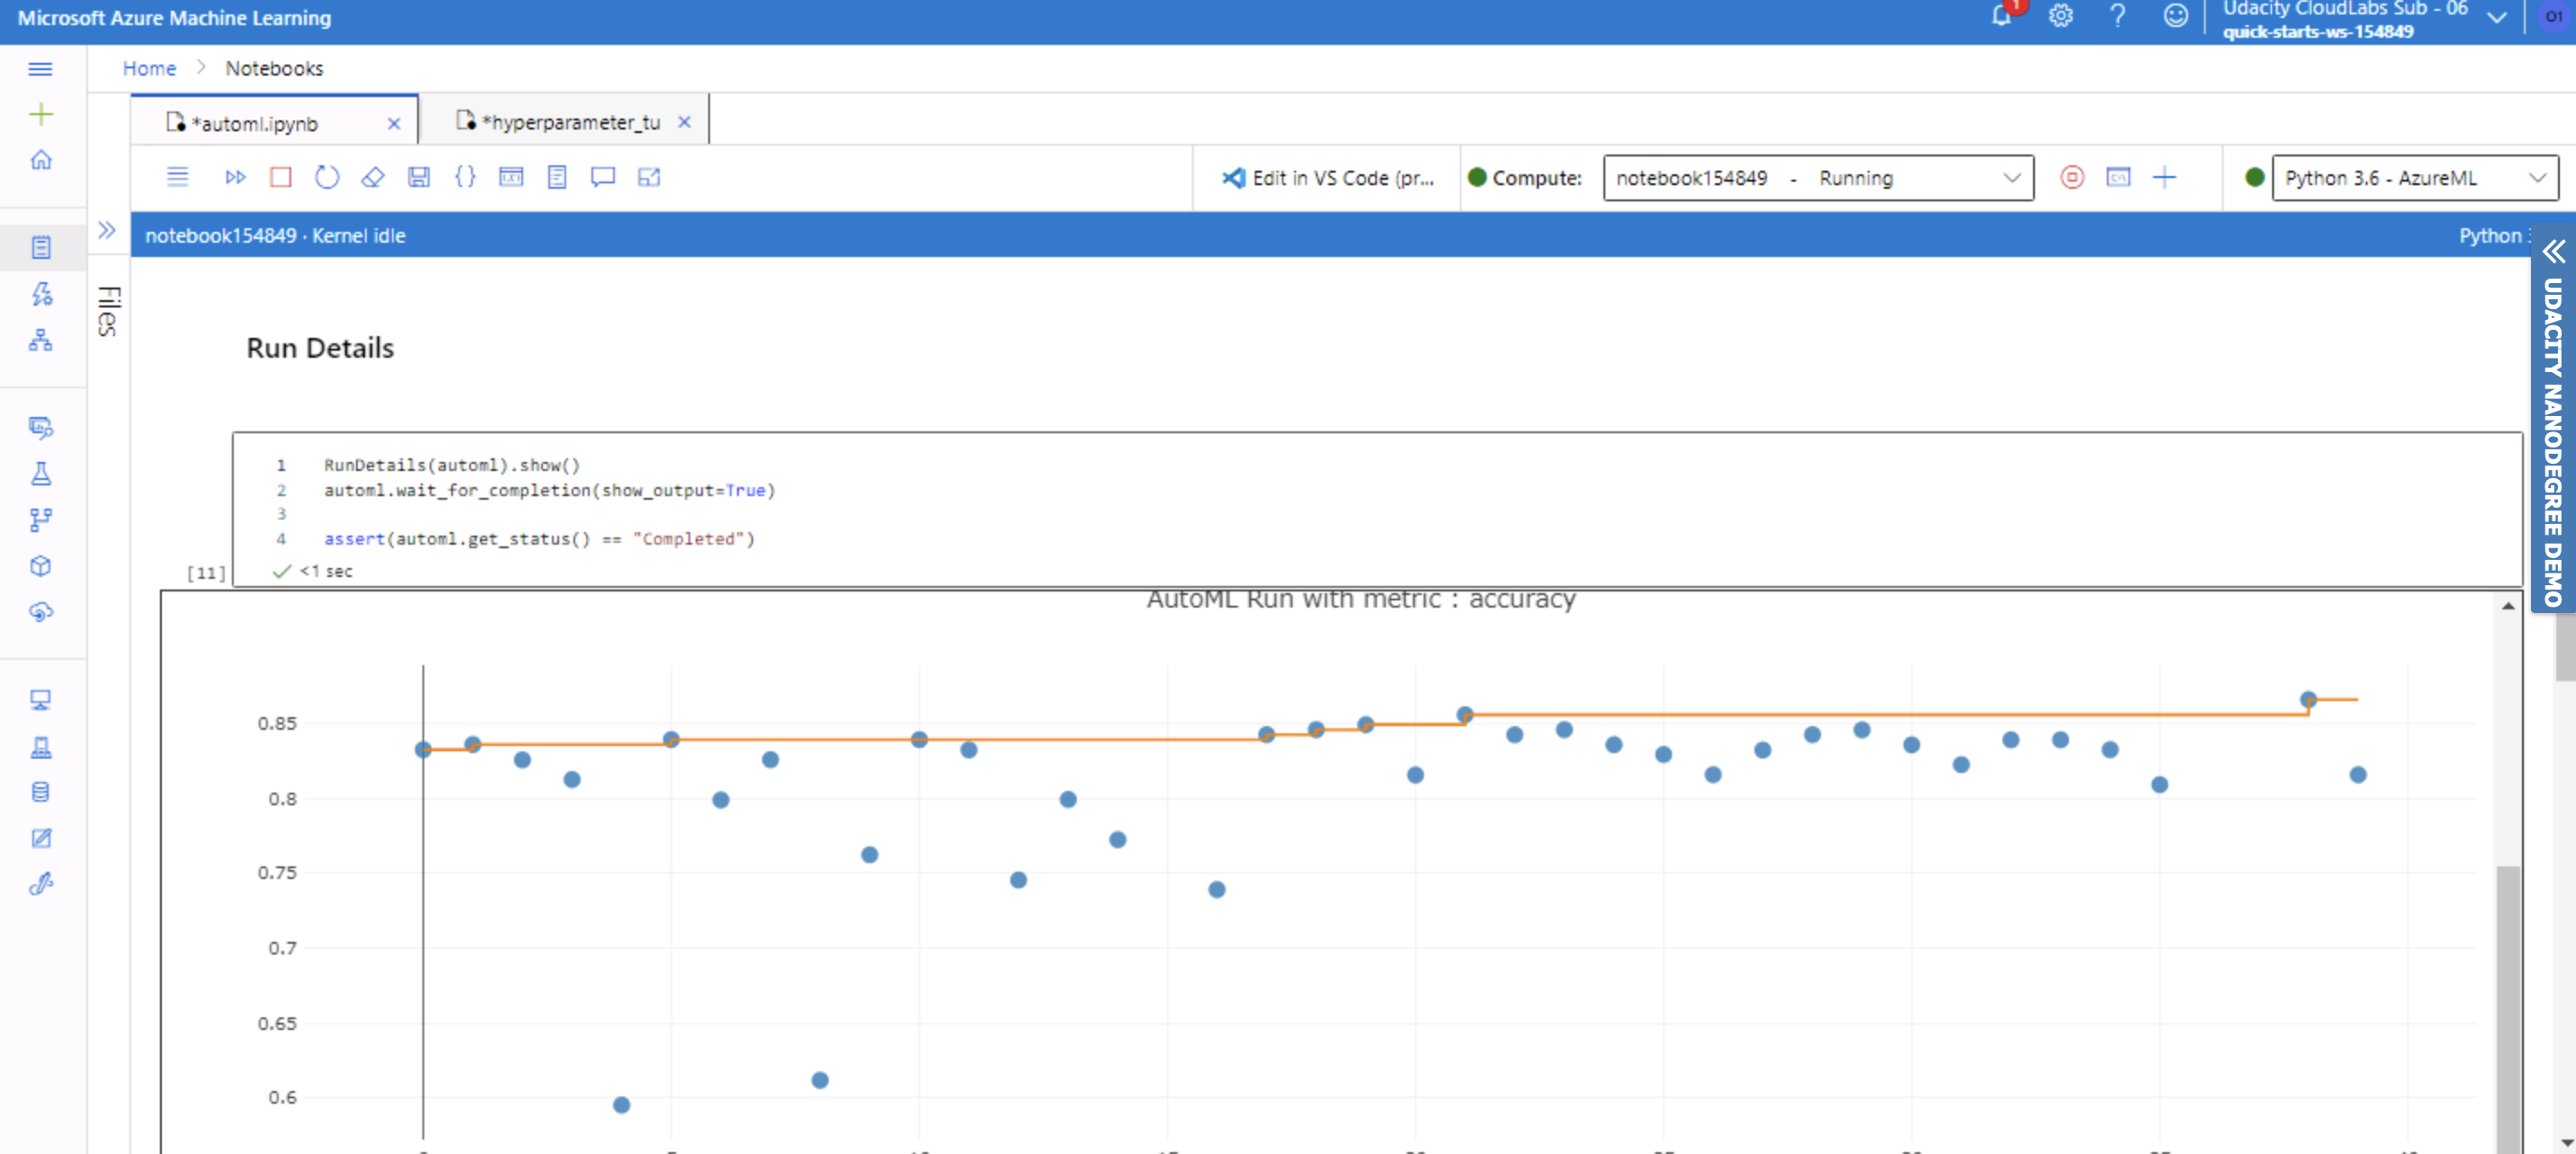 Microsoft Azure Machine Learning
1
?
Udacity CloudLabs Sub - 06
quick-starts-ws-154849
O1
Home > Notebooks
*automl.ipynb
*hyperparameter_tu
Edit in VS Code (pr...
Compute:
notebook154849 - Running
Python 3.6 - AzureML
notebook154849 · Kernel idle
Python
UDACITY NANODEGREE DEMO
Files
Run Details
1 RunDetails(automl).show()
2 automl.wait_for_completion(show_output=True)
3
4 assert(automl.get_status() == "Completed")
[11] <1 sec
AutoML Run with metric : accuracy
0.85
0.8
0.75
0.7
0.65
0.6